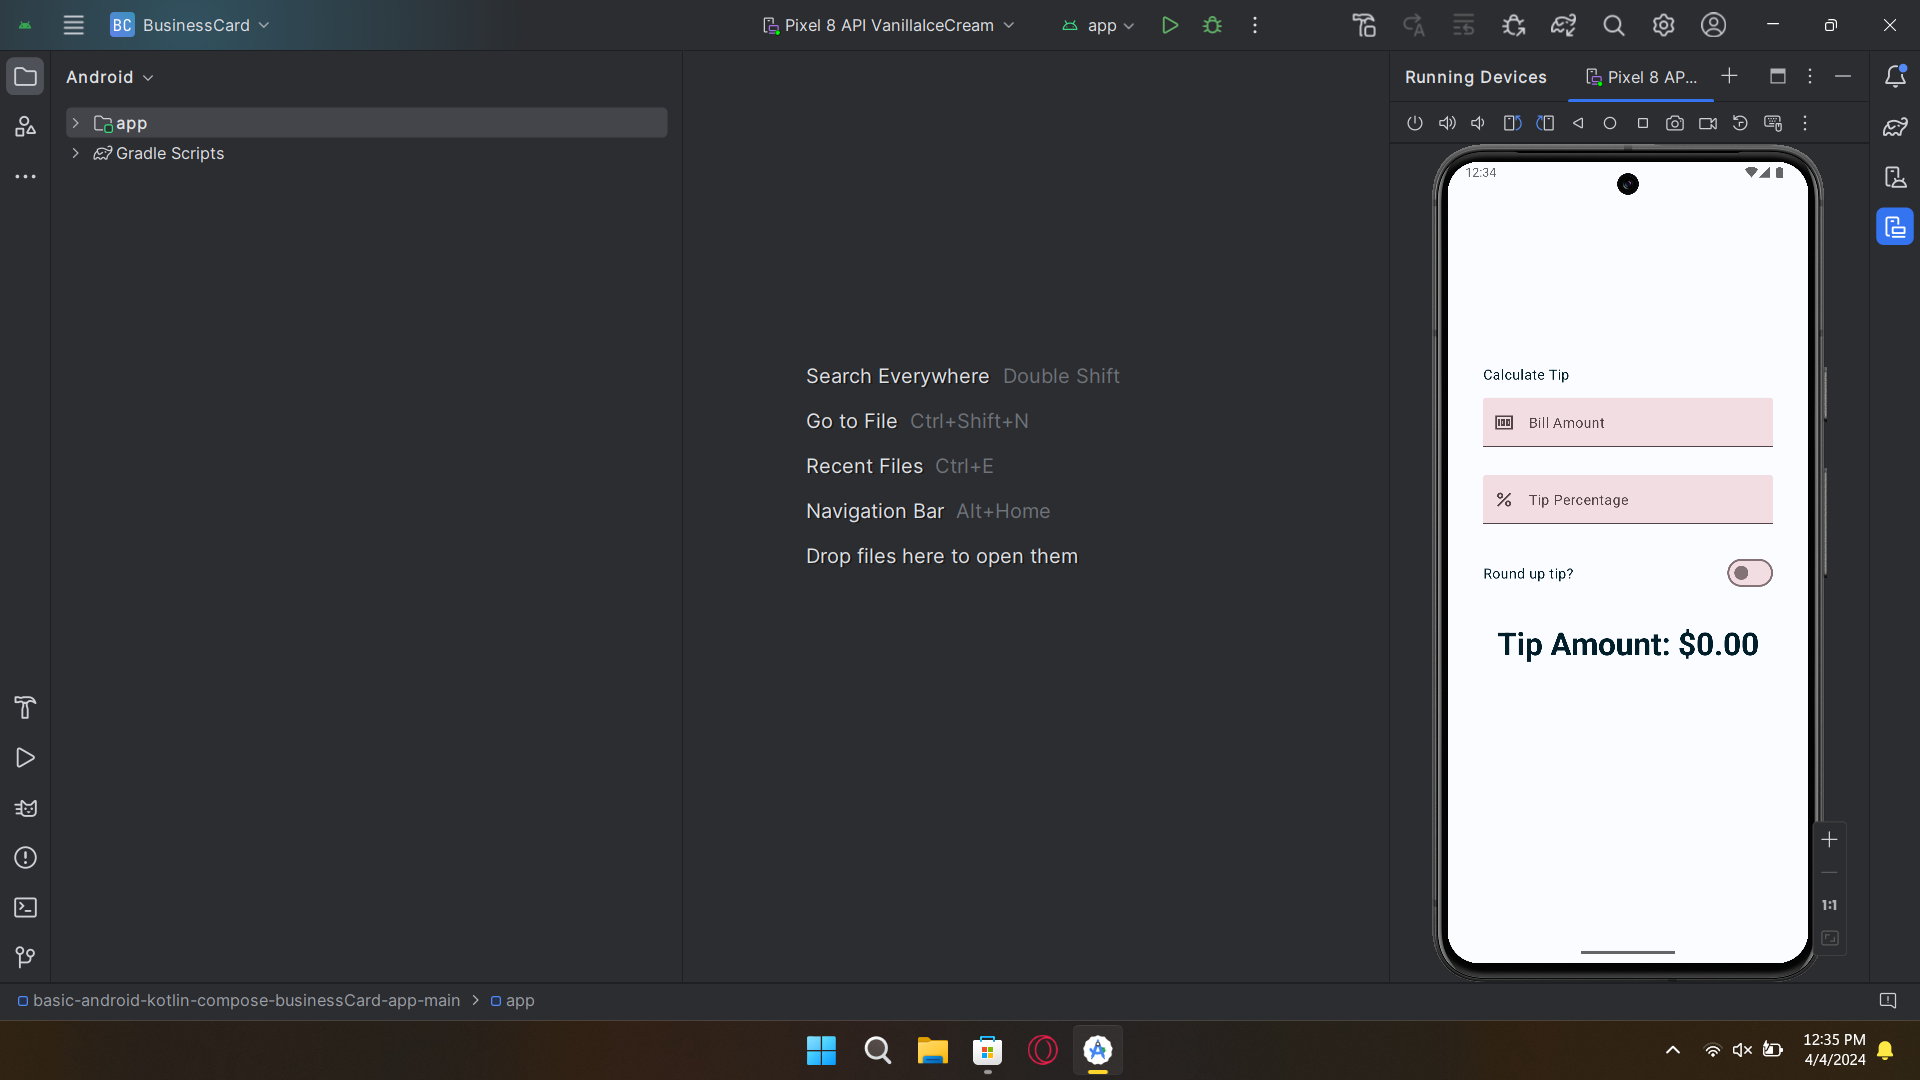 BC BusinessCard
Pixel 8 API VanillaIceCream
app
Android
app
Gradle Scripts
Search Everywhere Double Shift
Go to File Ctrl+Shift+N
Recent Files Ctrl+E
Navigation Bar Alt+Home
Drop files here to open them
Running Devices
Pixel 8 AP...
12:34
Calculate Tip
Bill Amount
Tip Percentage
Round up tip?
Tip Amount: $0.00
1:1
basic-android-kotlin-compose-businessCard-app-main > app
12:35 PM
4/4/2024